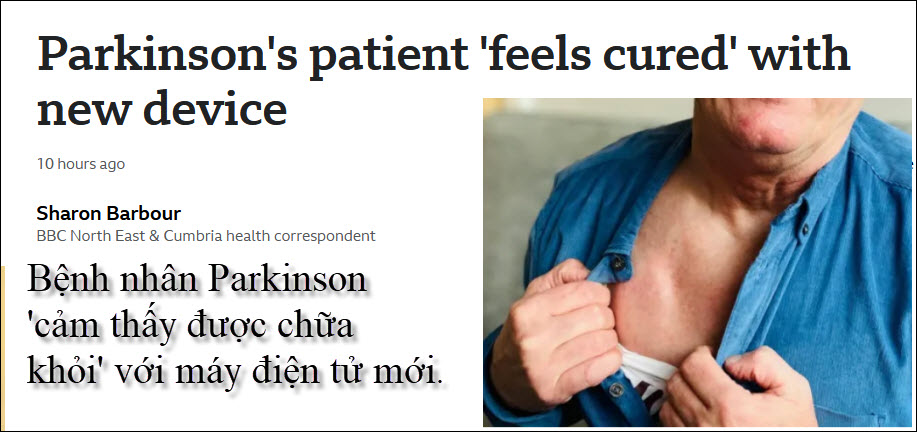 Parkinson's patient 'feels cured' with
new device
10 hours ago
Sharon Barbour
BBC North East & Cumbria health correspondent
Bệnh nhân Parkinson
'cảm thấy được chữa
khỏi' với máy điện tử mới.